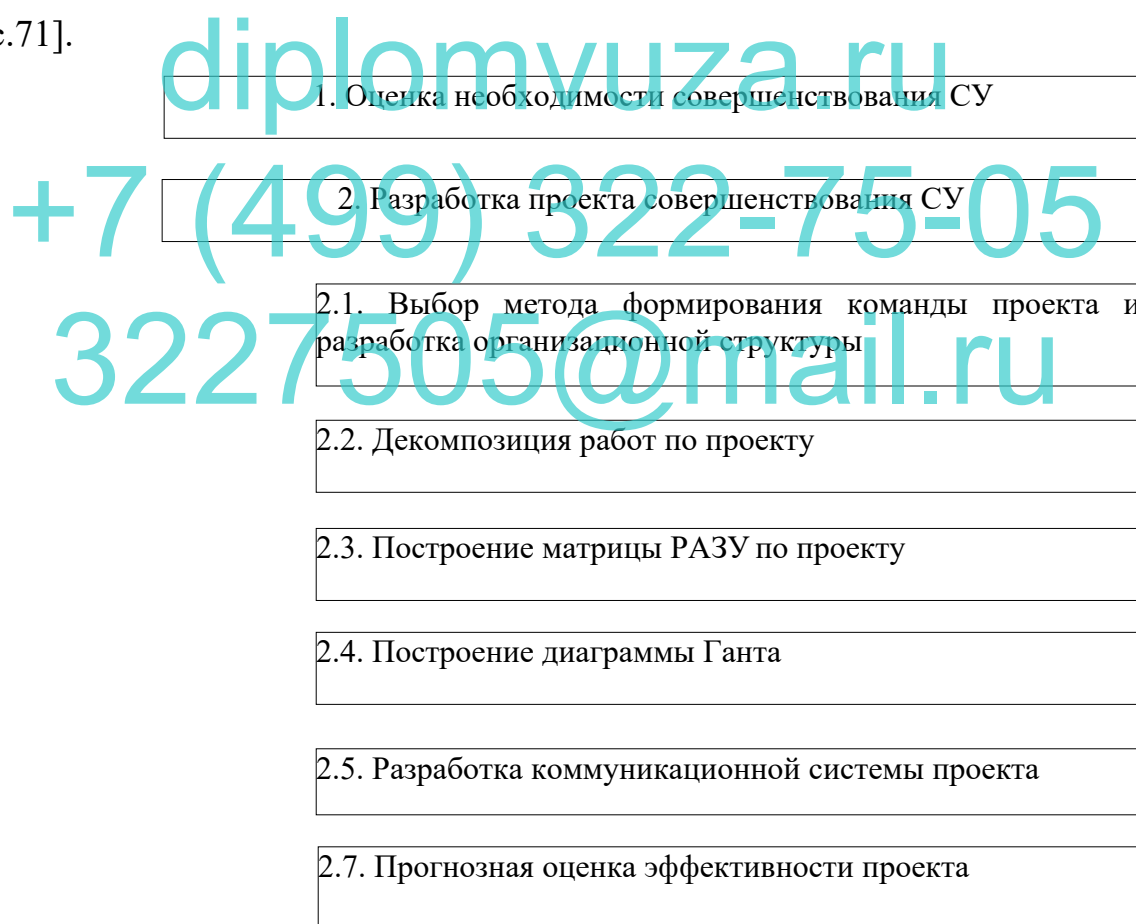 с.71].
diplomvuza.ru
1. Оценка необходимости совершенствования СУ
+7 (499) 322-75-05
2. Разработка проекта совершенствования СУ
2.1. Выбор метода формирования команды проекта и
разработка организационной структуры
3227505@mail.ru
2.2. Декомпозиция работ по проекту
2.3. Построение матрицы РАЗУ по проекту
2.4. Построение диаграммы Ганта
2.5. Разработка коммуникационной системы проекта
2.7. Прогнозная оценка эффективности проекта